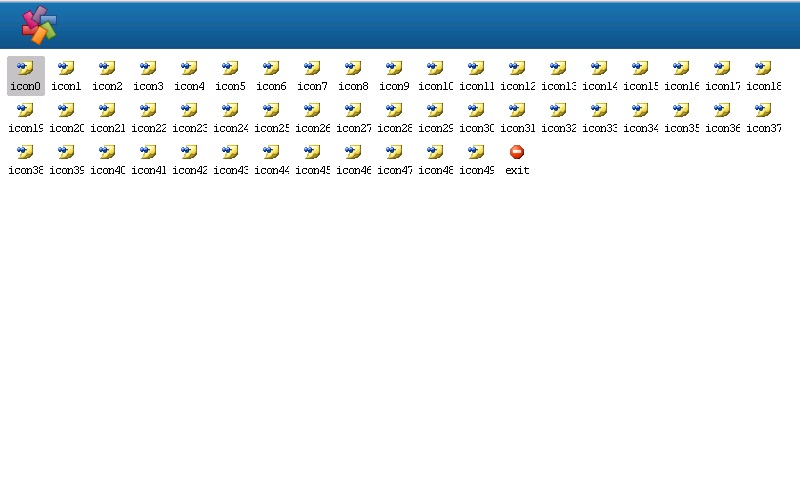 icon0 icon1 icon2 icon3 icon4 icon5 icon6 icon7 icon8 icon9 icon10 icon11 icon12 icon13 icon14 icon15 icon16 icon17 icon18
icon19 icon20 icon21 icon22 icon23 icon24 icon25 icon26 icon27 icon28 icon29 icon30 icon31 icon32 icon33 icon34 icon35 icon36 icon37
icon38 icon39 icon40 icon41 icon42 icon43 icon44 icon45 icon46 icon47 icon48 icon49 exit